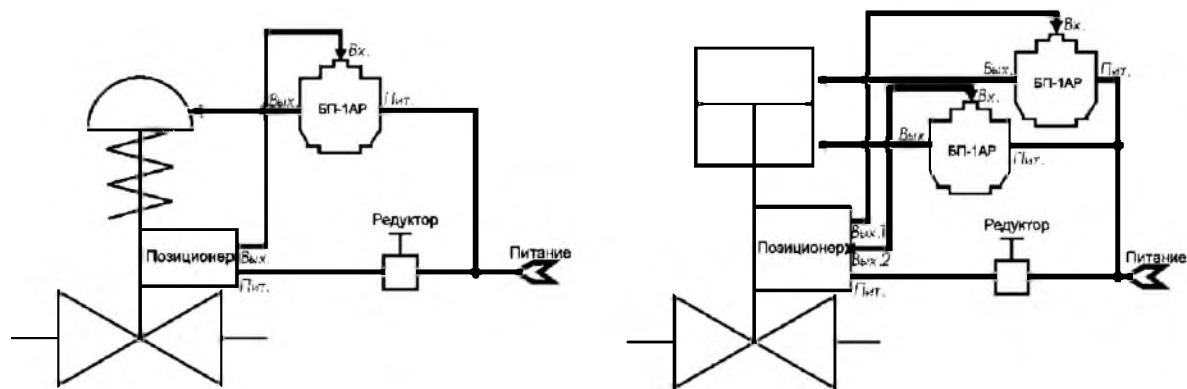 Вх.
Вых.
БП-1АР
Пит.
Редуктор
Позиционер
Вых.
Питание
Пит.
Вх.
Вых.
Пит.
БП-1АР
Вх.
Вых
БП-1АР
Пит.
Редуктор
Вых.1
Позиционер
Вых.2
Питание
Пит.